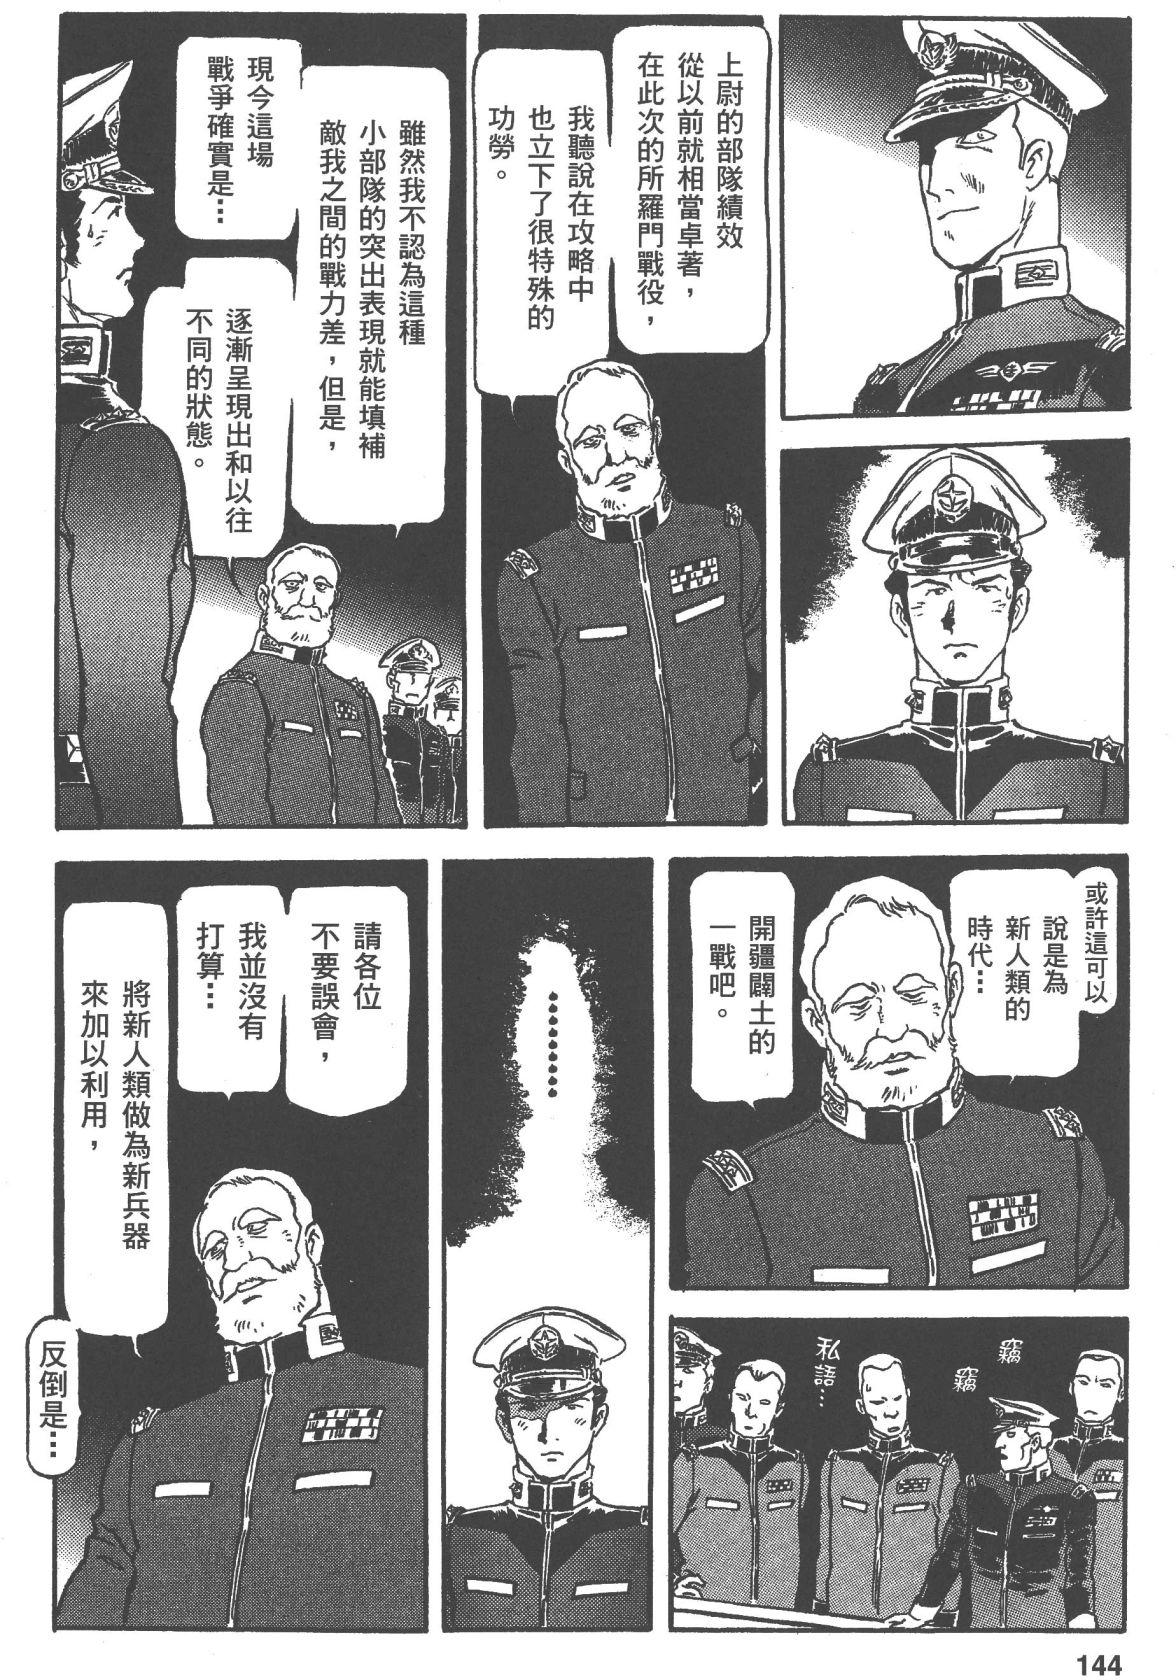 上尉的部隊績效
從以前就相當卓著，
在此次的所羅門戰役，
我聽說在攻略中
也立下了很特殊的
功勞。
雖然我不認為這種
小部隊的突出表現就能填補
敵我之間的戰力差，但是，
現今這場
戰爭確實是…
逐漸呈現出和以往
不同的狀態。
或許這可以
說是為
新人類的
時代…
開疆闢土的
一戰吧。
竊
竊
私語…
………
請各位
不要誤會，
我並沒有
打算…
將新人類做為新兵器
來加以利用，
反倒是…
144